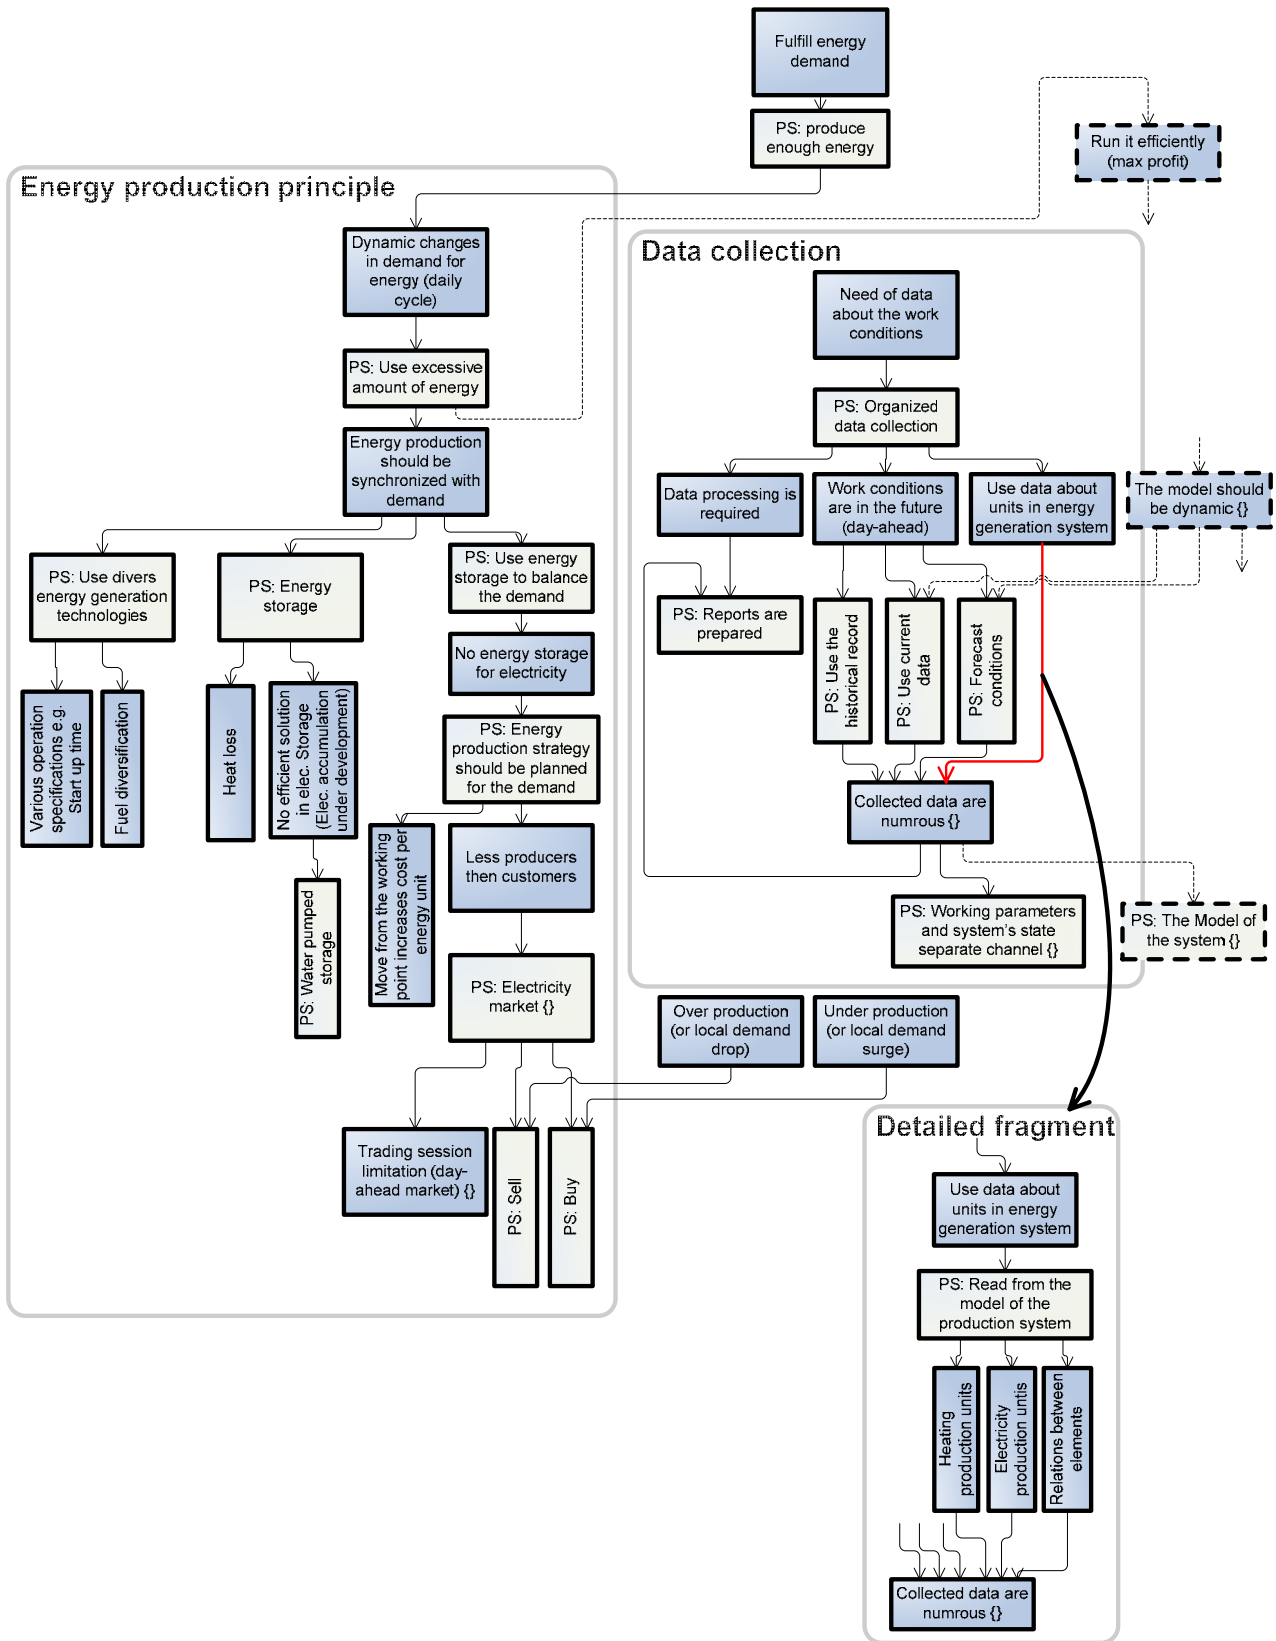 Fulfill energy
demand
PS: produce
enough energy
Run it efficiently
(max profit)
Energy production principle
Dynamic changes
in demand for
energy (daily
cycle)
PS: Use excessive
amount of energy
Energy production
should be
synchronized with
demand
PS: Use divers
energy generation
technologies
PS: Energy
storage
PS: Use energy
storage to balance
the demand
No energy storage
for electricity
Various operation
specifications e.g.
Start up time
Fuel diversification
Heat loss
No efficient solution
in elec. Storage
(Elec. accumulation
under development)
PS: Energy
production strategy
should be planned
for the demand
PS: Water pumped
storage
Move from the working
point increases cost per
energy unit
Less producers
then customers
PS: Electricity
market {}
Trading session
limitation (day-
ahead market) {}
PS: Sell
PS: Buy
Data collection
Need of data
about the work
conditions
PS: Organized
data collection
Data processing is
required
Work conditions
are in the future
(day-ahead)
Use data about
units in energy
generation system
The model should
be dynamic {}
PS: Reports are
prepared
PS: Use the
historical record
PS: Use current
data
PS: Forecast
conditions
Collected data are
numrous {}
PS: Working parameters
and system's state
separate channel {}
PS: The Model of
the system {}
Over production
(or local demand
drop)
Under production
(or local demand
surge)
Detailed fragment
Use data about
units in energy
generation system
PS: Read from the
model of the
production system
Heating
production units
Electricity
production untis
Relations between
elements
Collected data are
numrous {}